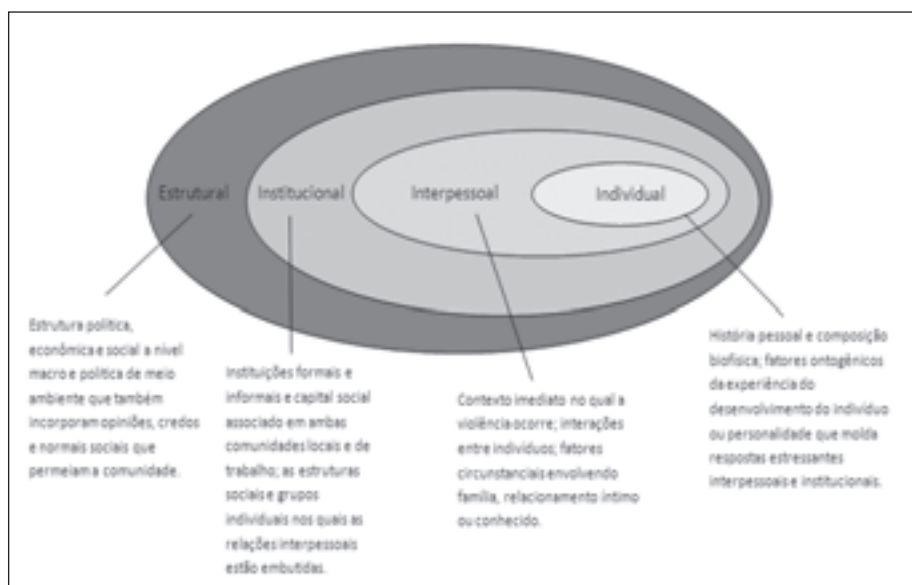 Estrutural
Institucional
Interpessoal
Individual
Estrutura política,
econômica e social a nível
macro e política de meio
ambiente que também
incorporam opiniões, credos
e normais sociais que
permeiam a comunidade.
Instituições formais e
informais e capital social
associado em ambas
comunidades locais e de
trabalho; as estruturas
sociais e grupos
individuais nos quais as
relações interpessoais
estão embutidas.
Contexto imediato no qual a
violência ocorre; interações
entre indivíduos; fatores
circunstanciais envolvendo
família, relacionamento íntimo
ou conhecido.
História pessoal e composição
biofísica; fatores ontogênicos
da experiência do
desenvolvimento do indivíduo
ou personalidade que molda
respostas estressantes
interpessoais e institucionais.